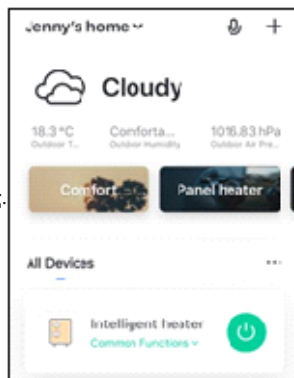 Jenny's home
Cloudy
18.3 °C Comforta... 1016.83 hPa
Outdoor T... Outdoor Humidity Outdoor Air Pre...
Comfort Panel heater
All Devices ...
Intelligent heater
Common Functions